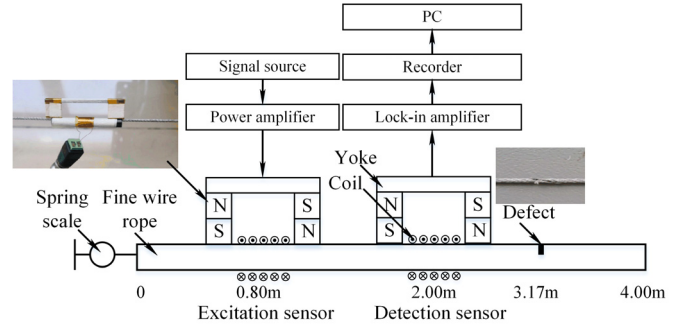 PC
Signal source
Recorder
Power amplifier
Lock-in amplifier
Yoke
Coil
Spring scale
Fine wire rope
N S
S N
N S
S N
Defect
0 0.80m 2.00m 3.17m 4.00m
Excitation sensor Detection sensor